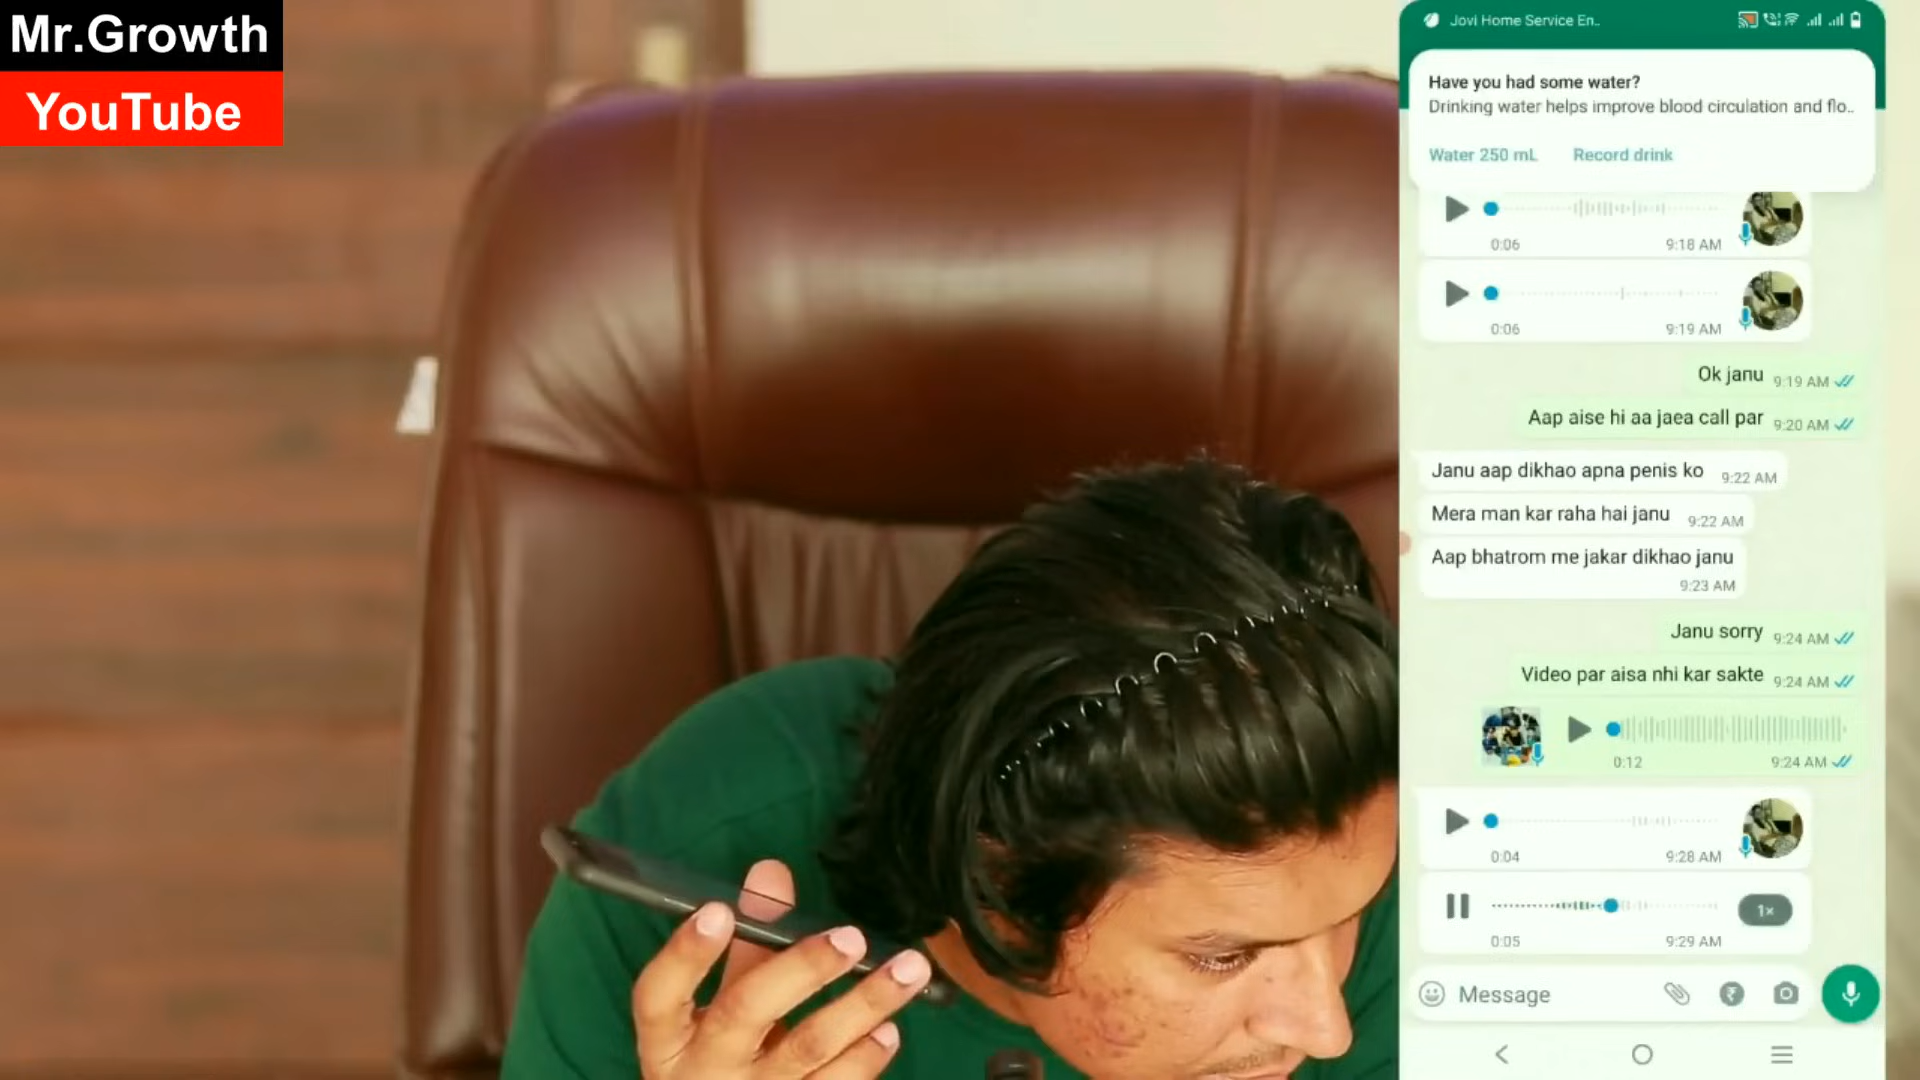 Mr.Growth
YouTube
Jovi Home Service En..
Have you had some water?
Drinking water helps improve blood circulation and flo..
Water 250 mL Record drink
0:06 9:18 AM
0:06 9:19 AM
Ok janu 9:19 AM
Aap aise hi aa jaea call par 9:20 AM
Janu aap dikhao apna penis ko 9:22 AM
Mera man kar raha hai janu 9:22 AM
Aap bhatrom me jakar dikhao janu
9:23 AM
Janu sorry 9:24 AM
Video par aisa nhi kar sakte 9:24 AM
0:12 9:24 AM
0:04 9:28 AM
1×
0:05 9:29 AM
Message